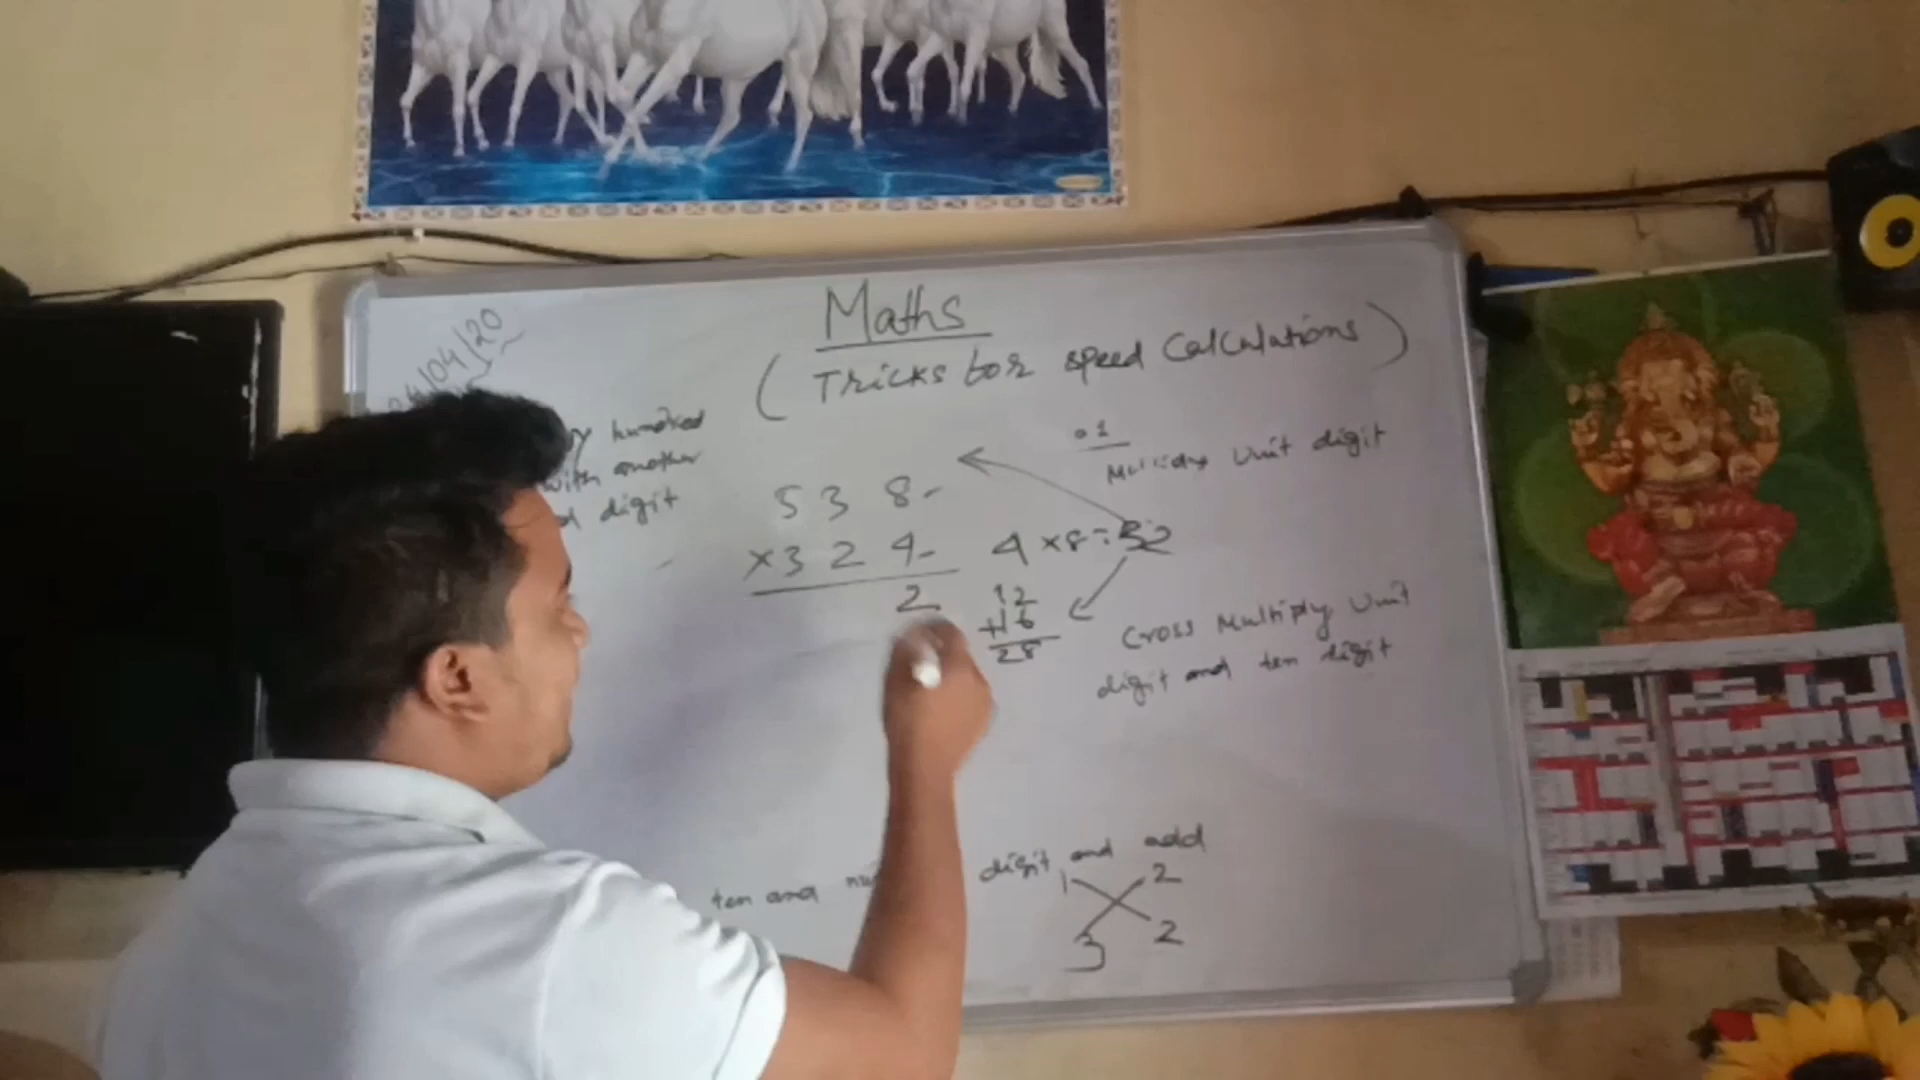 Maths
(Tricks for speed Calculations)
04/20
hundred
with another
digit
Unit digit
5 3 8
×3 2 4
2
4 ×8 = 32
12
+16
28
Cross Multiply Unit
digit and ten digit
ten and
digit and add
1 2
3 2